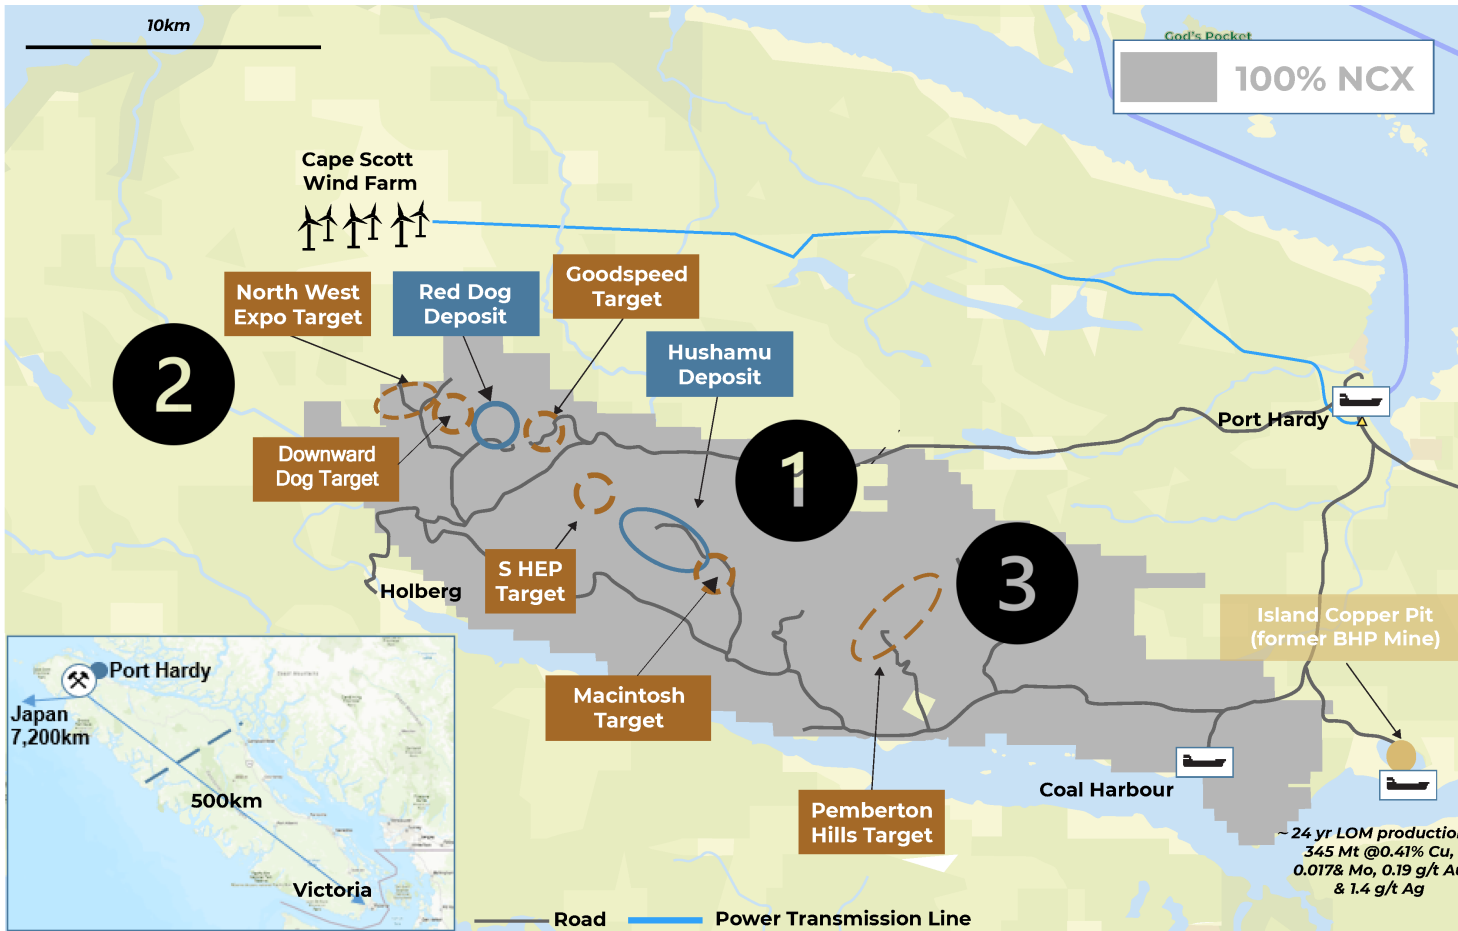 10km
God's Pocket
100% NCX
Cape Scott
Wind Farm
North West
Expo Target
Red Dog
Deposit
Goodspeed
Target
Hushamu
Deposit
2
Downward
Dog Target
1
Port Hardy
S HEP
Target
Holberg
3
Island Copper Pit
(former BHP Mine)
Macintosh
Target
Pemberton
Hills Target
Coal Harbour
~ 24 yr LOM production
345 Mt @0.41% Cu,
0.017& Mo, 0.19 g/t Au
& 1.4 g/t Ag
Port Hardy
Japan
7,200km
500km
Victoria
Road
Power Transmission Line